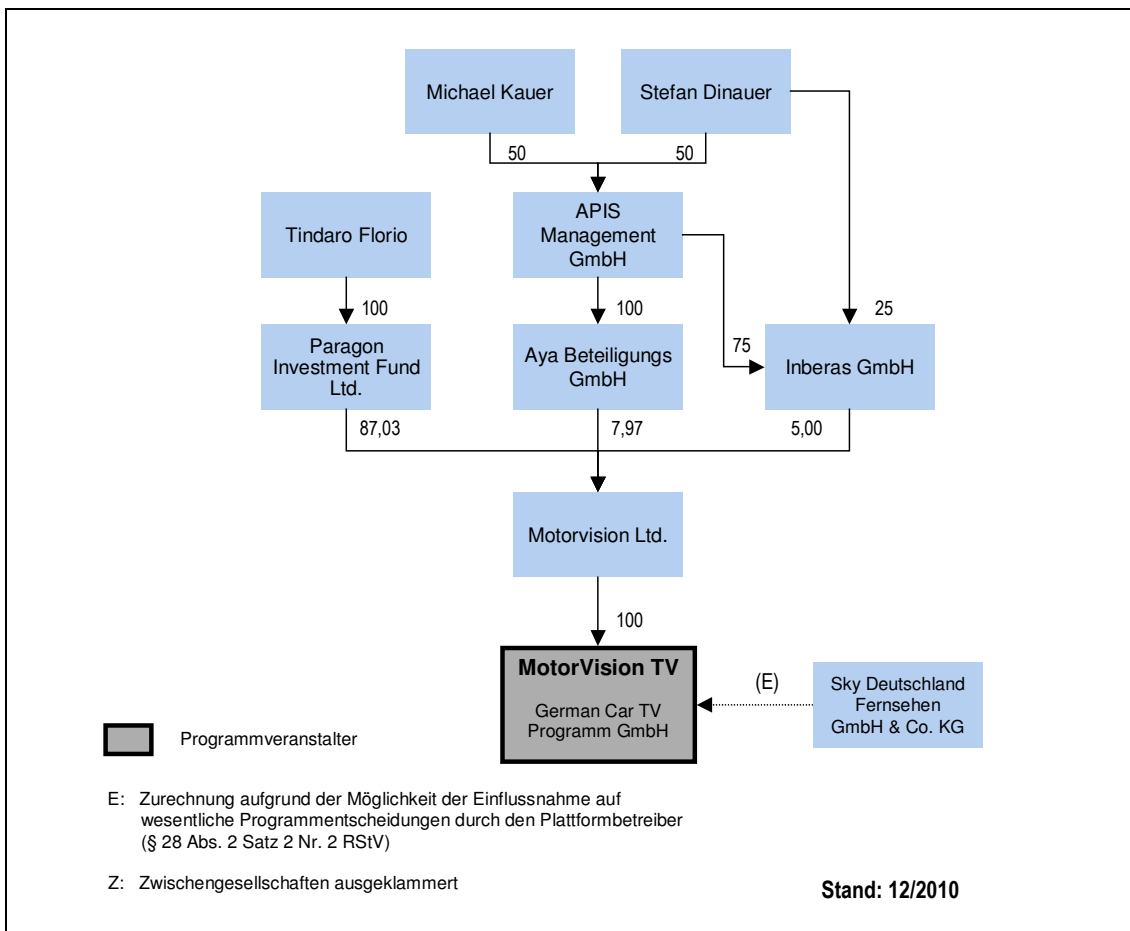 Michael Kauer
Stefan Dinauer
50
50
Tindaro Florio
APIS
Management
GmbH
100
100
25
75
Paragon
Investment Fund
Ltd.
Aya Beteiligungs
GmbH
Inberas GmbH
87,03
7,97
5,00
Motorvision Ltd.
100
MotorVision TV
German Car TV
Programm GmbH
(E)
Sky Deutschland
Fernsehen
GmbH & Co. KG
Programmveranstalter
E: Zurechnung aufgrund der Möglichkeit der Einflussnahme auf
wesentliche Programmentscheidungen durch den Plattformbetreiber
(§ 28 Abs. 2 Satz 2 Nr. 2 RStV)
Z: Zwischengesellschaften ausgeklammert
Stand: 12/2010